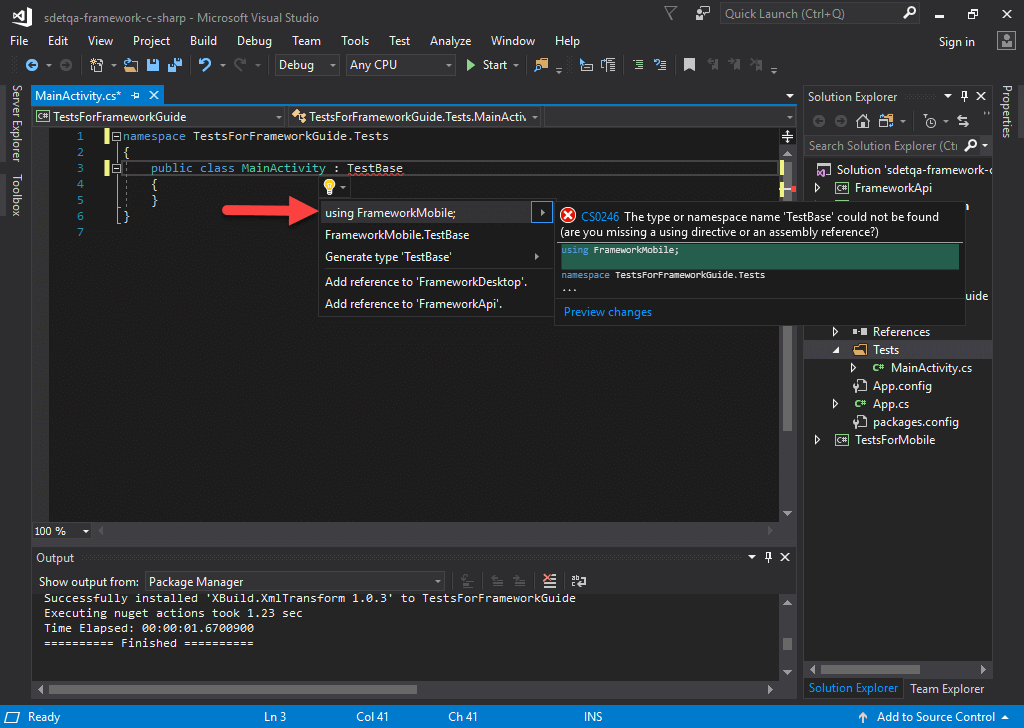 sdetqa-framework-c-sharp - Microsoft Visual Studio
Quick Launch (Ctrl+Q)
File Edit View Project Build Debug Team Tools Test Analyze Window Help
Sign in
Debug Any CPU Start
Server Explorer
Toolbox
MainActivity.cs*
TestsForFrameworkGuide
TestsForFrameworkGuide.Tests.MainActiv
1 namespace TestsForFrameworkGuide.Tests
2 {
3 public class MainActivity : TestBase
4 {
5 }
6 }
7
using FrameworkMobile;
FrameworkMobile.TestBase
Generate type 'TestBase'
Add reference to 'FrameworkDesktop'.
Add reference to 'FrameworkApi'.
CS0246 The type or namespace name 'TestBase' could not be found
(are you missing a using directive or an assembly reference?)
using FrameworkMobile;
namespace TestsForFrameworkGuide.Tests
...
Preview changes
100 %
Solution Explorer
Search Solution Explorer (Ctrl
Solution 'sdetqa-framework-c
FrameworkApi
uide
References
Tests
MainActivity.cs
App.config
App.cs
packages.config
TestsForMobile
Solution Explorer Team Explorer
Properties
Output
Show output from: Package Manager
Successfully installed 'XBuild.XmlTransform 1.0.3' to TestsForFrameworkGuide
Executing nuget actions took 1.23 sec
Time Elapsed: 00:00:01.6700900
========== Finished ==========
Ready Ln 3 Col 41 Ch 41 INS Add to Source Control